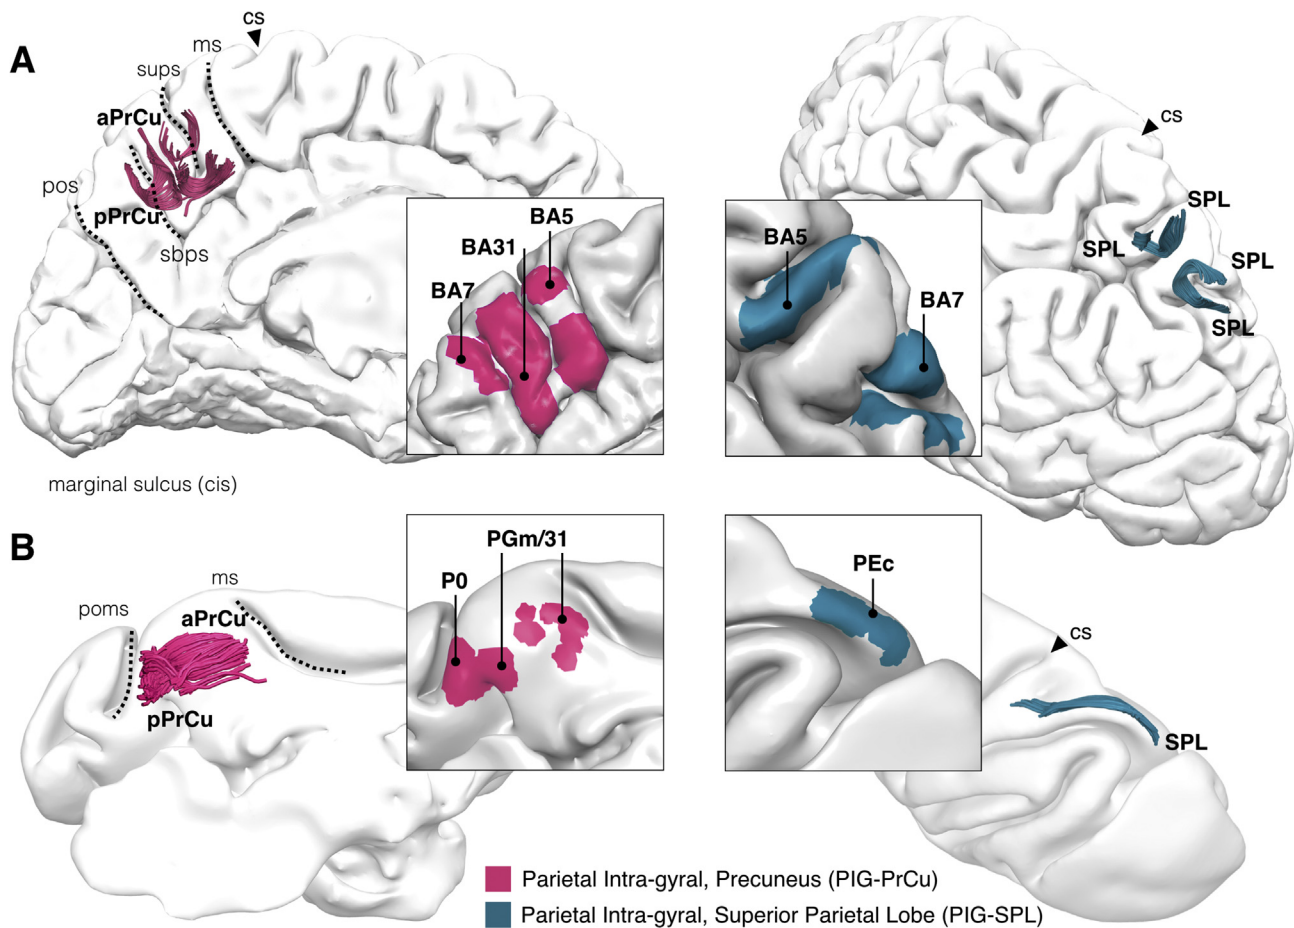 A
cs
ms
sups
aPrCu
pos
pPrCu
sbps
BA5
BA31
BA7
marginal sulcus (cis)
BA5
BA7
cs
SPL
SPL
SPL
SPL
B
ms
poms
aPrCu
pPrCu
PGm/31
P0
PEc
cs
SPL
Parietal Intra-gyral, Precuneus (PIG-PrCu)
Parietal Intra-gyral, Superior Parietal Lobe (PIG-SPL)